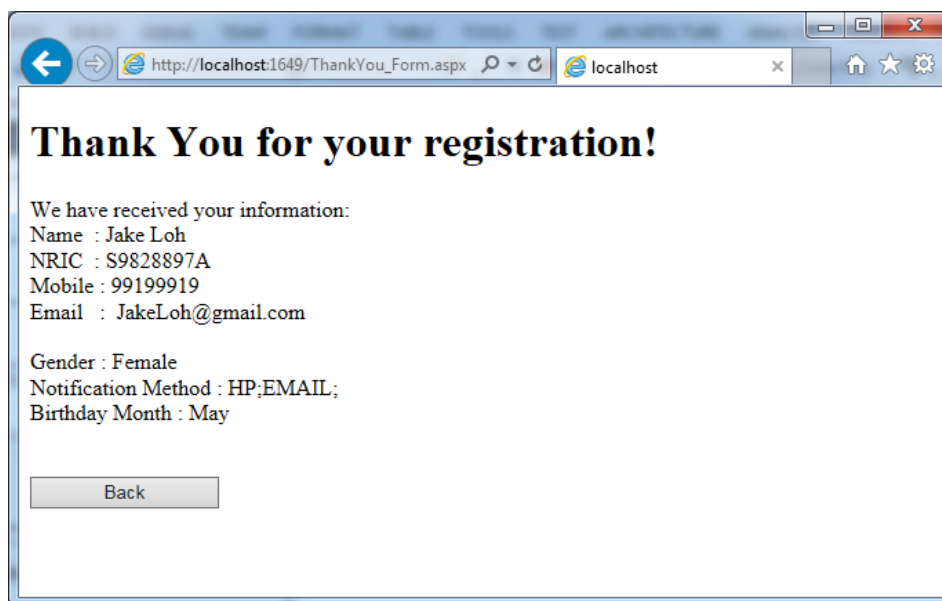 http://localhost:1649/ThankYou_Form.aspx
localhost
Thank You for your registration!
We have received your information:
Name : Jake Loh
NRIC : S9828897A
Mobile : 99199919
Email : JakeLoh@gmail.com
Gender : Female
Notification Method : HP;EMAIL;
Birthday Month : May
Back